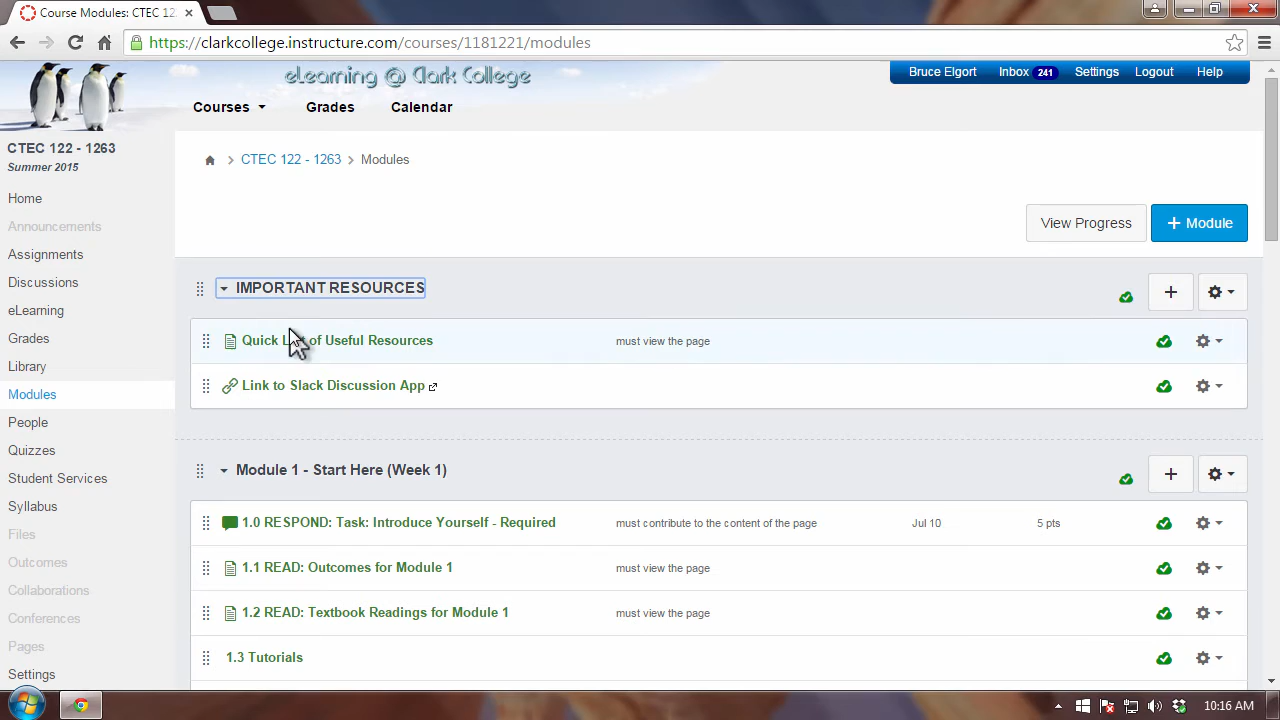 Course Modules: CTEC 12
https://clarkcollege.instructure.com/courses/1181221/modules
eLearning @ Clark College
Bruce Elgort Inbox 241 Settings Logout Help
Courses Grades Calendar
CTEC 122 - 1263
Summer 2015
CTEC 122 - 1263 > Modules
Home
Announcements
Assignments
Discussions
eLearning
Grades
Library
Modules
People
Quizzes
Student Services
Syllabus
Files
Outcomes
Collaborations
Conferences
Pages
Settings
View Progress + Module
IMPORTANT RESOURCES
Quick List of Useful Resources must view the page
Link to Slack Discussion App
Module 1 - Start Here (Week 1)
1.0 RESPOND: Task: Introduce Yourself - Required must contribute to the content of the page Jul 10 5 pts
1.1 READ: Outcomes for Module 1 must view the page
1.2 READ: Textbook Readings for Module 1 must view the page
1.3 Tutorials
10:16 AM